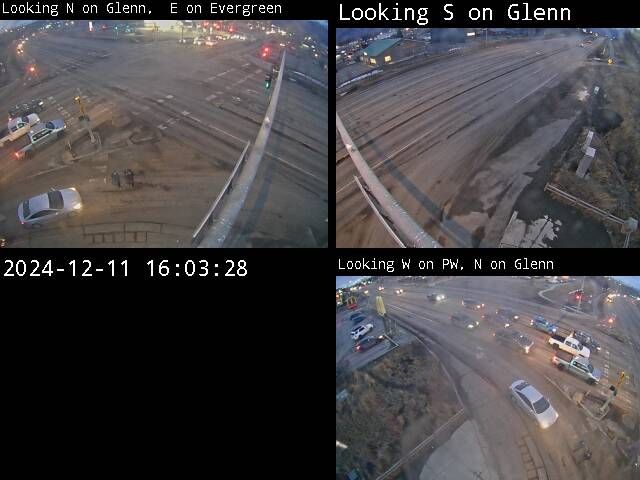 Looking N on Glenn,  E on Evergreen
Looking S on Glenn
2024-12-11 16:03:28
Looking W on PW, N on Glenn